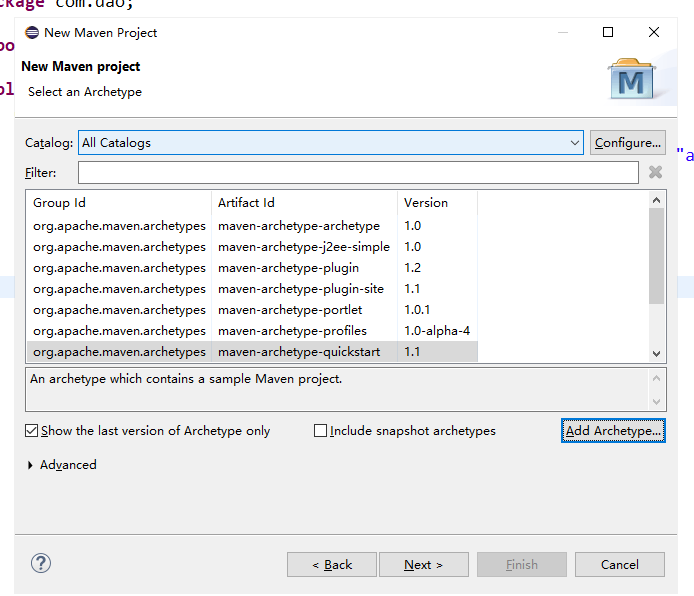 ckage com.dao;
New Maven Project
New Maven project
Select an Archetype
Catalog: All Catalogs Configure...
"a
Filter:
Group Id Artifact Id Version
org.apache.maven.archetypes maven-archetype-archetype 1.0
org.apache.maven.archetypes maven-archetype-j2ee-simple 1.0
org.apache.maven.archetypes maven-archetype-plugin 1.2
org.apache.maven.archetypes maven-archetype-plugin-site 1.1
org.apache.maven.archetypes maven-archetype-portlet 1.0.1
org.apache.maven.archetypes maven-archetype-profiles 1.0-alpha-4
org.apache.maven.archetypes maven-archetype-quickstart 1.1
An archetype which contains a sample Maven project.
Show the last version of Archetype only Include snapshot archetypes Add Archetype...
Advanced
? < Back Next > Finish Cancel